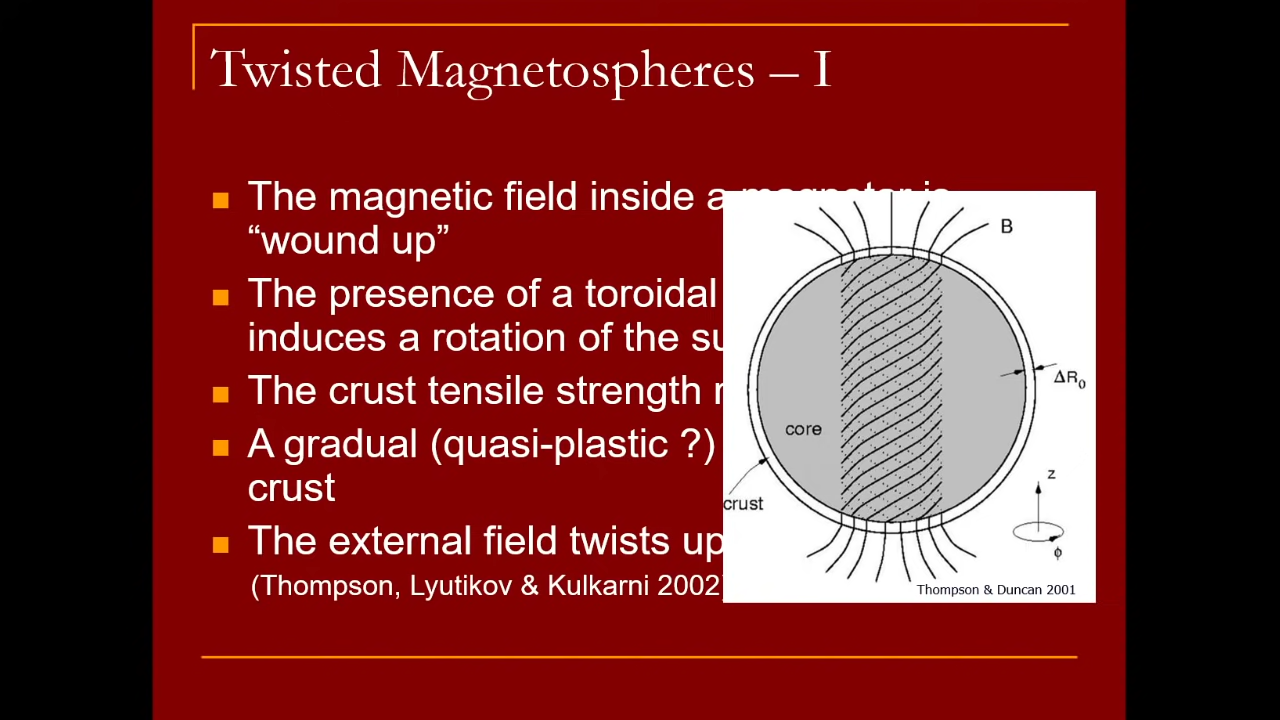 Twisted Magnetospheres – I
The magnetic field inside a magnetar is
“wound up”
The presence of a toroidal
induces a rotation of the
The crust tensile strength
A gradual (quasi-plastic ?)
crust
The external field twists up
(Thompson, Lyutikov & Kulkarni 2002)
B
ΔR₀
core
crust
z
ϕ
Thompson & Duncan 2001